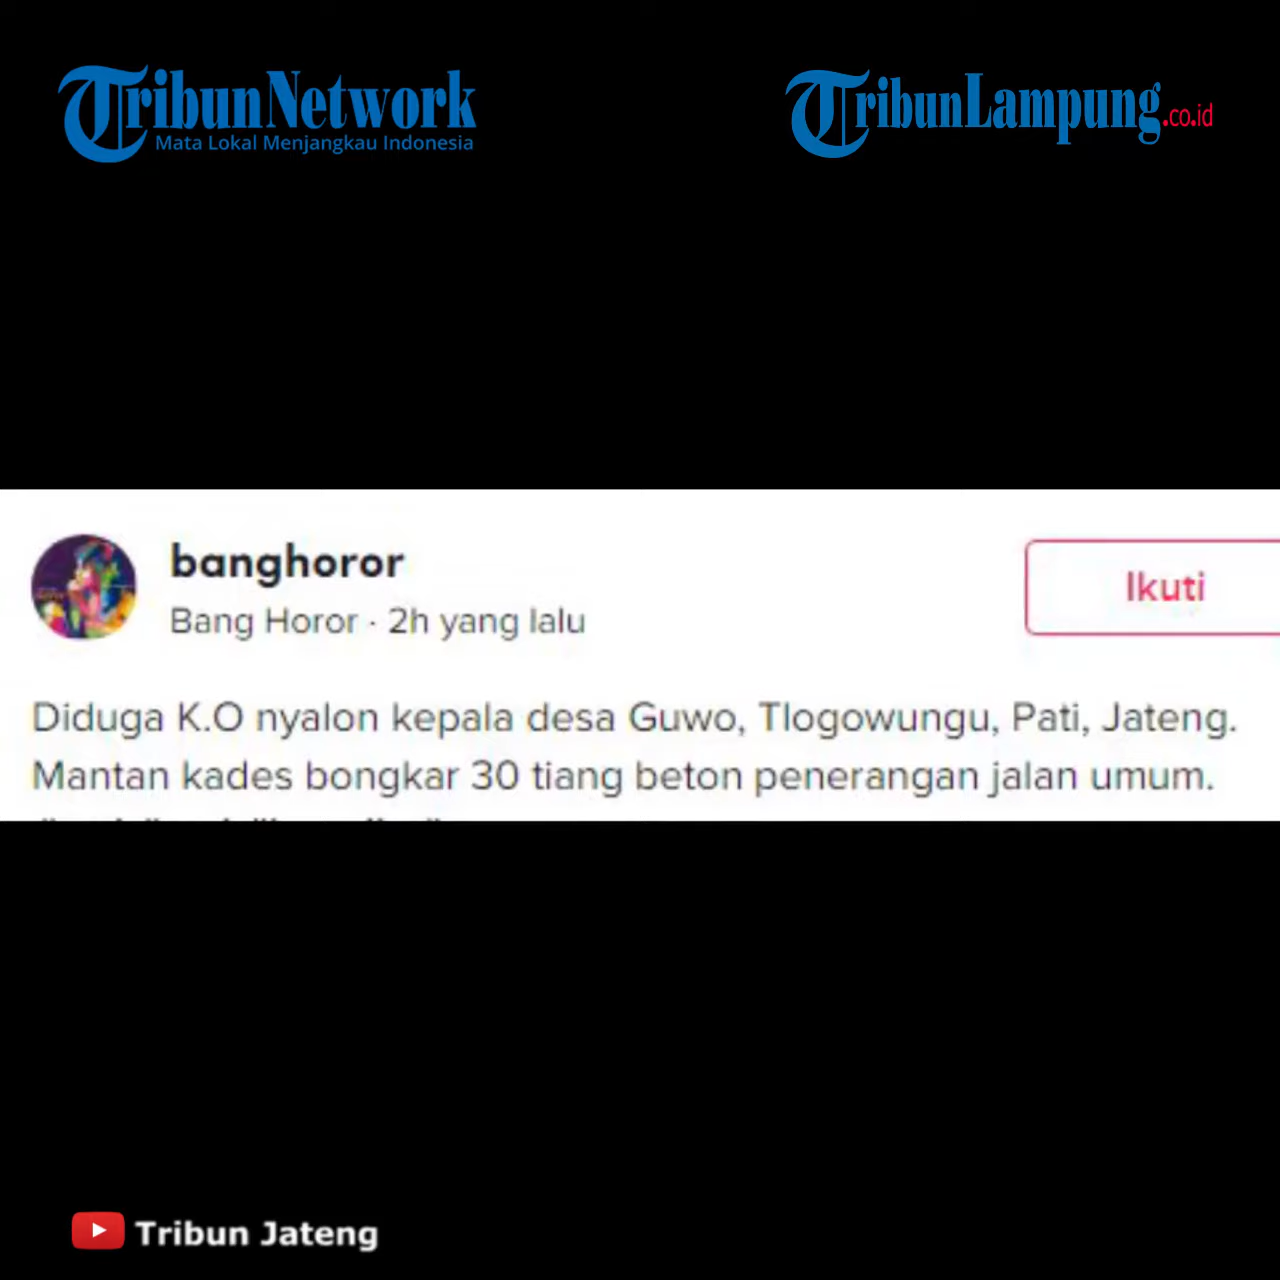 TribunNetwork
Mata Lokal Menjangkau Indonesia
TribunLampung.co.id
banghoror
Bang Horor · 2h yang lalu
Ikuti
Diduga K.O nyalon kepala desa Guwo, Tlogowungu, Pati, Jateng.
Mantan kades bongkar 30 tiang beton penerangan jalan umum.
Tribun Jateng